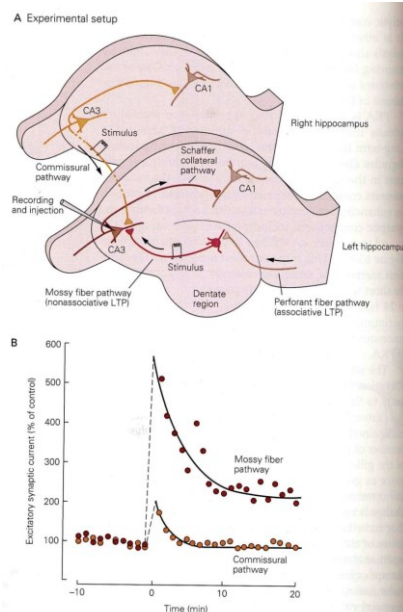 A Experimental setup
CA1
CA3
Right hippocampus
Stimulus
Schaffer
collateral
pathway
Commissural
pathway
CA1
Recording
and injection
CA3
Stimulus
Left hippocampus
Mossy fiber pathway
(nonassociative LTP)
Dentate
region
Perforant fiber pathway
(associative LTP)
B
600
500
400
300
200
100
Excitatory synaptic current (% of control)
Mossy fiber
pathway
Commissural
pathway
-10
0
10
20
Time (min)